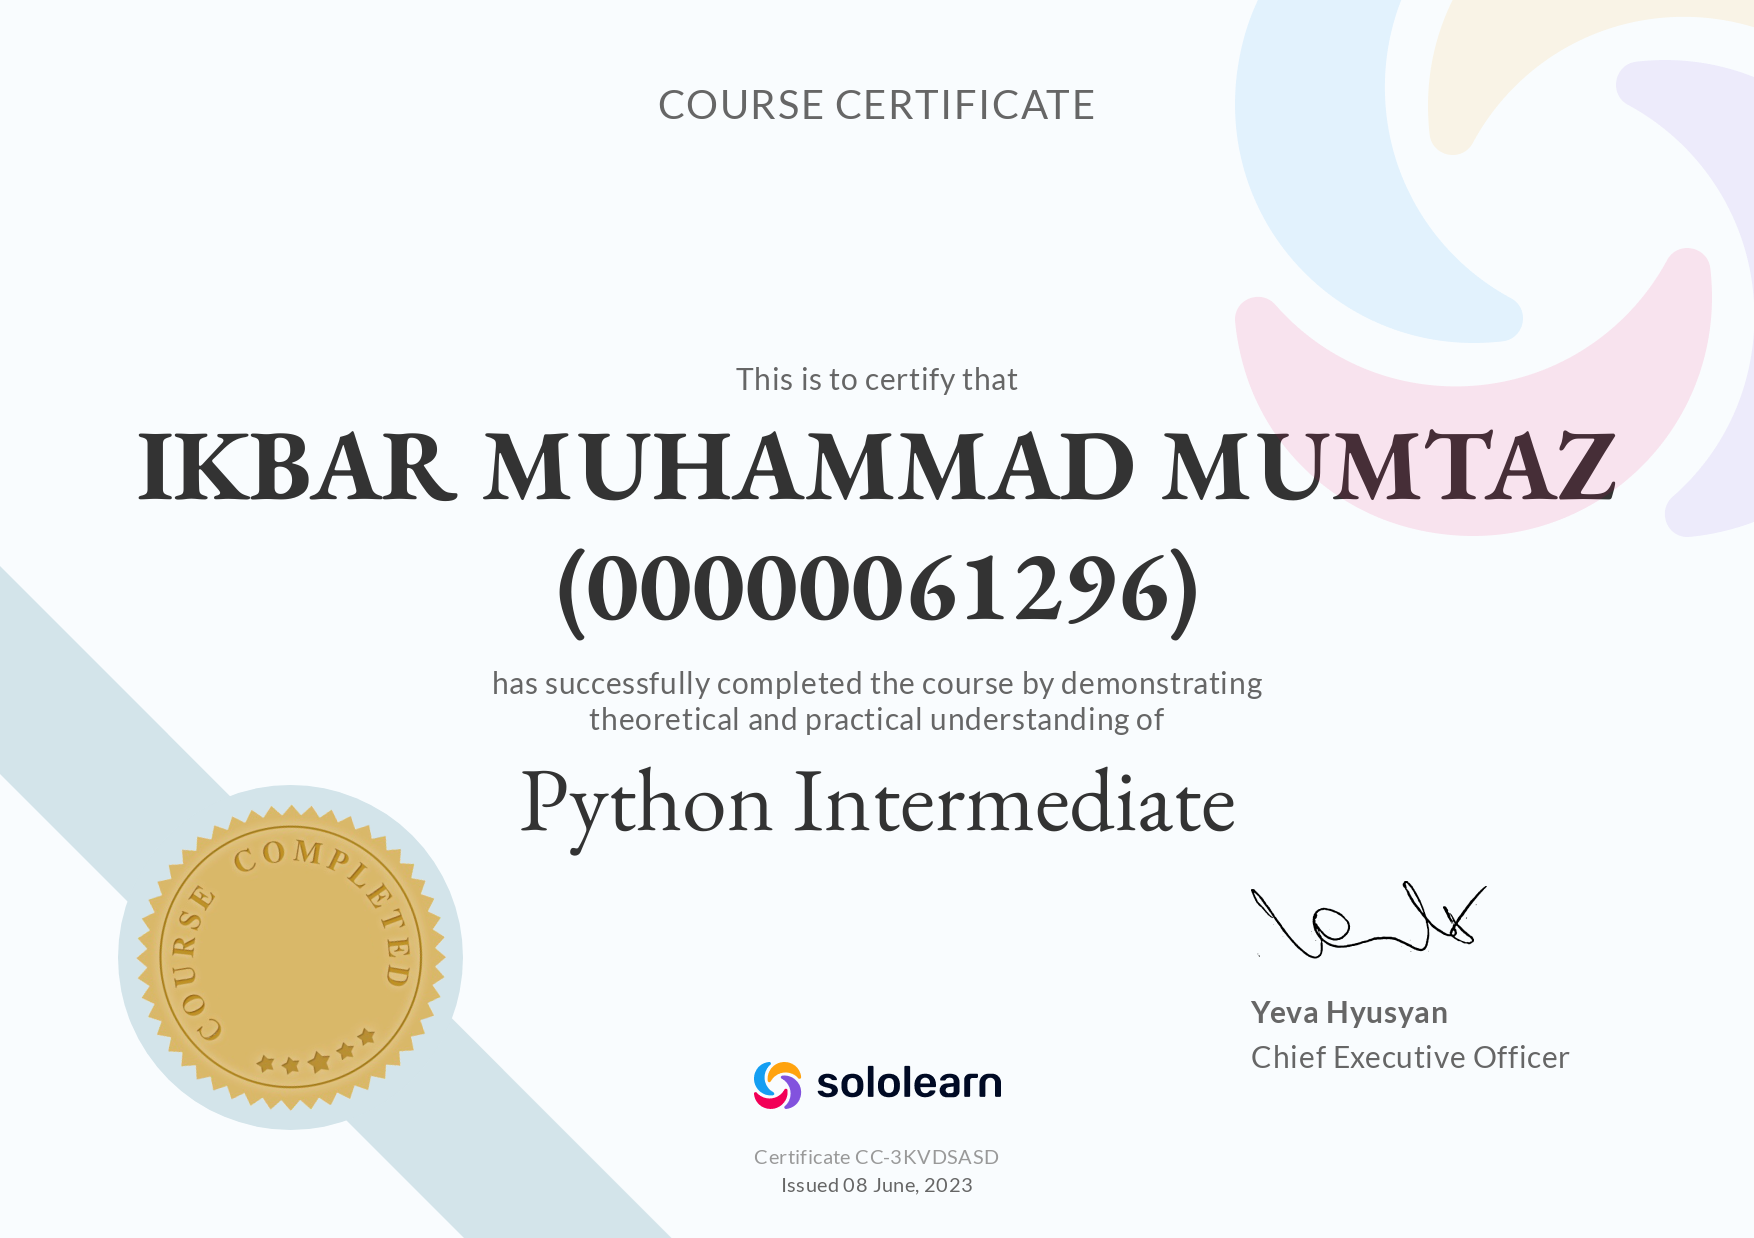 COURSE CERTIFICATE
This is to certify that
IKBAR MUHAMMAD MUMTAZ
(00000061296)
has successfully completed the course by demonstrating
theoretical and practical understanding of
Python Intermediate
COURSE COMPLETED
Yeva Hyusyan
Chief Executive Officer
sololearn
Certificate CC-3KVDSASD
Issued 08 June, 2023